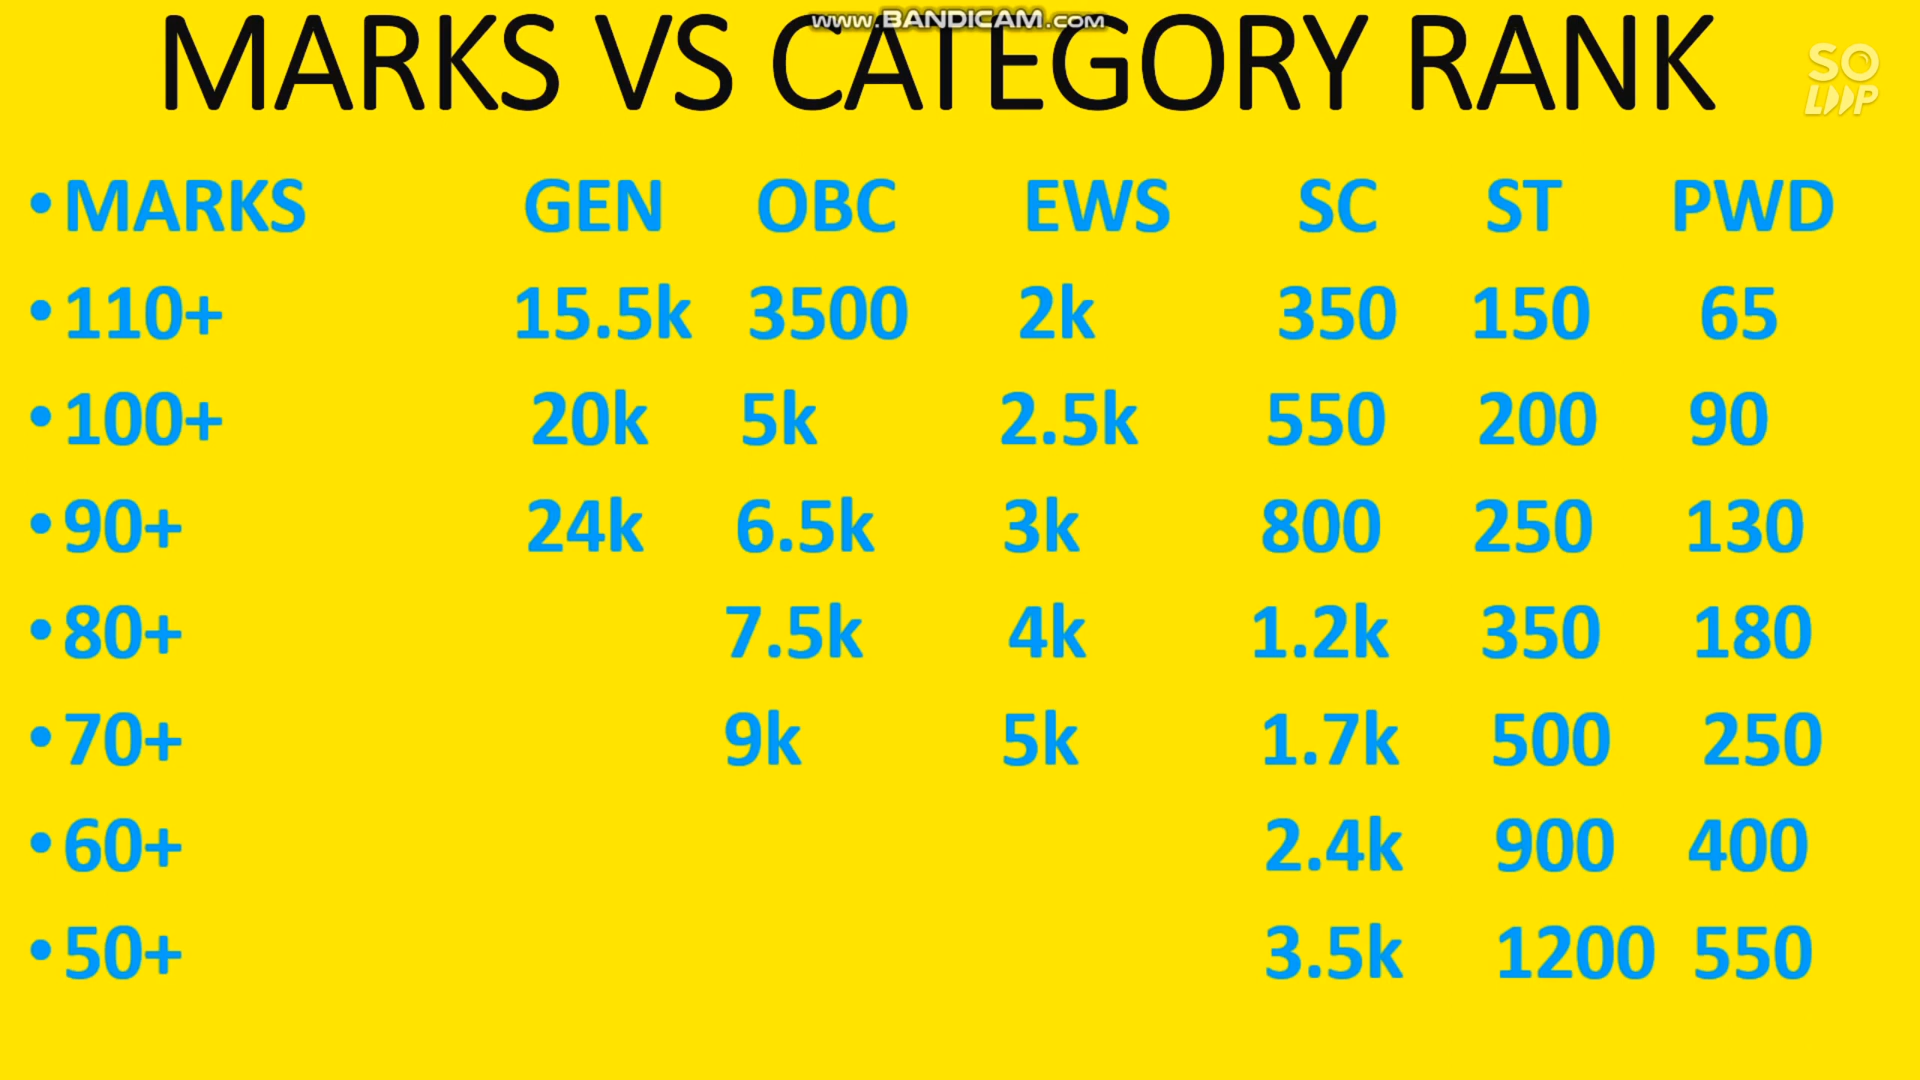 www.BANDICAM.com
MARKS VS CATEGORY RANK
SO
LOOP
• MARKS GEN OBC EWS SC ST PWD
• 110+ 15.5k 3500 2k 350 150 65
• 100+ 20k 5k 2.5k 550 200 90
• 90+ 24k 6.5k 3k 800 250 130
• 80+ 7.5k 4k 1.2k 350 180
• 70+ 9k 5k 1.7k 500 250
• 60+ 2.4k 900 400
• 50+ 3.5k 1200 550